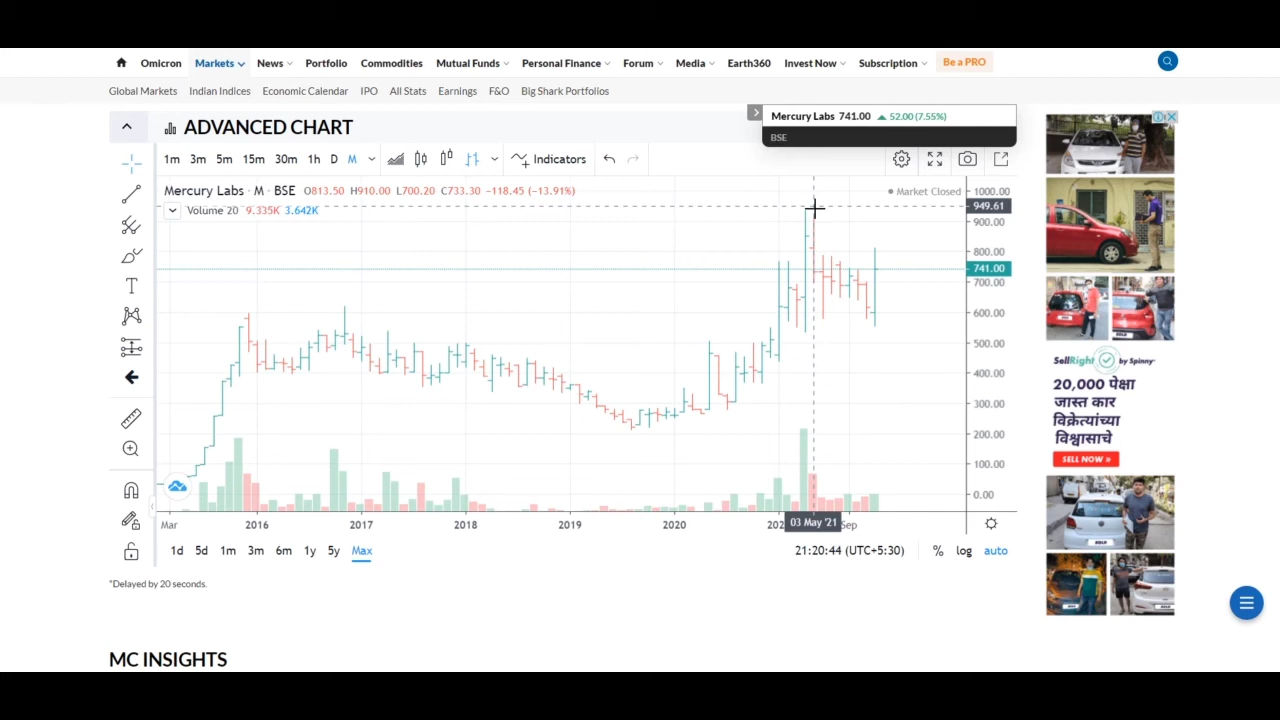 Omicron Markets News Portfolio Commodities Mutual Funds Personal Finance Forum Media Earth360 Invest Now Subscription Be a PRO
Global Markets Indian Indices Economic Calendar IPO All Stats Earnings F&O Big Shark Portfolios
ADVANCED CHART
Mercury Labs 741.00 ▲ 52.00 (7.55%)
BSE
1m 3m 5m 15m 30m 1h D M Indicators
Mercury Labs · M · BSE O813.50 H910.00 L700.20 C733.30 -118.45 (-13.91%)
Market Closed
Volume 20 9.335K 3.642K
1000.00
949.61
900.00
800.00
741.00
700.00
600.00
500.00
400.00
300.00
200.00
100.00
0.00
Mar 2016 2017 2018 2019 2020 03 May '21 Sep
1d 5d 1m 3m 6m 1y 5y Max
21:20:44 (UTC+5:30) % log auto
*Delayed by 20 seconds.
MC INSIGHTS
SellRight by Spinny
20,000 पेक्षा
जास्त कार
विक्रेत्यांच्या
विश्वासाचे
SELL NOW »